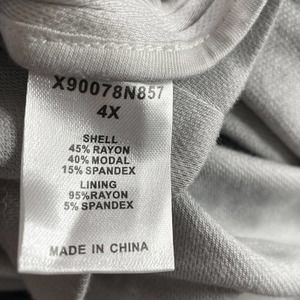 X90078N857
4X
SHELL
45% RAYON
40% MODAL
15% SPANDEX
LINING
95%RAYON
5% SPANDEX
MADE IN CHINA